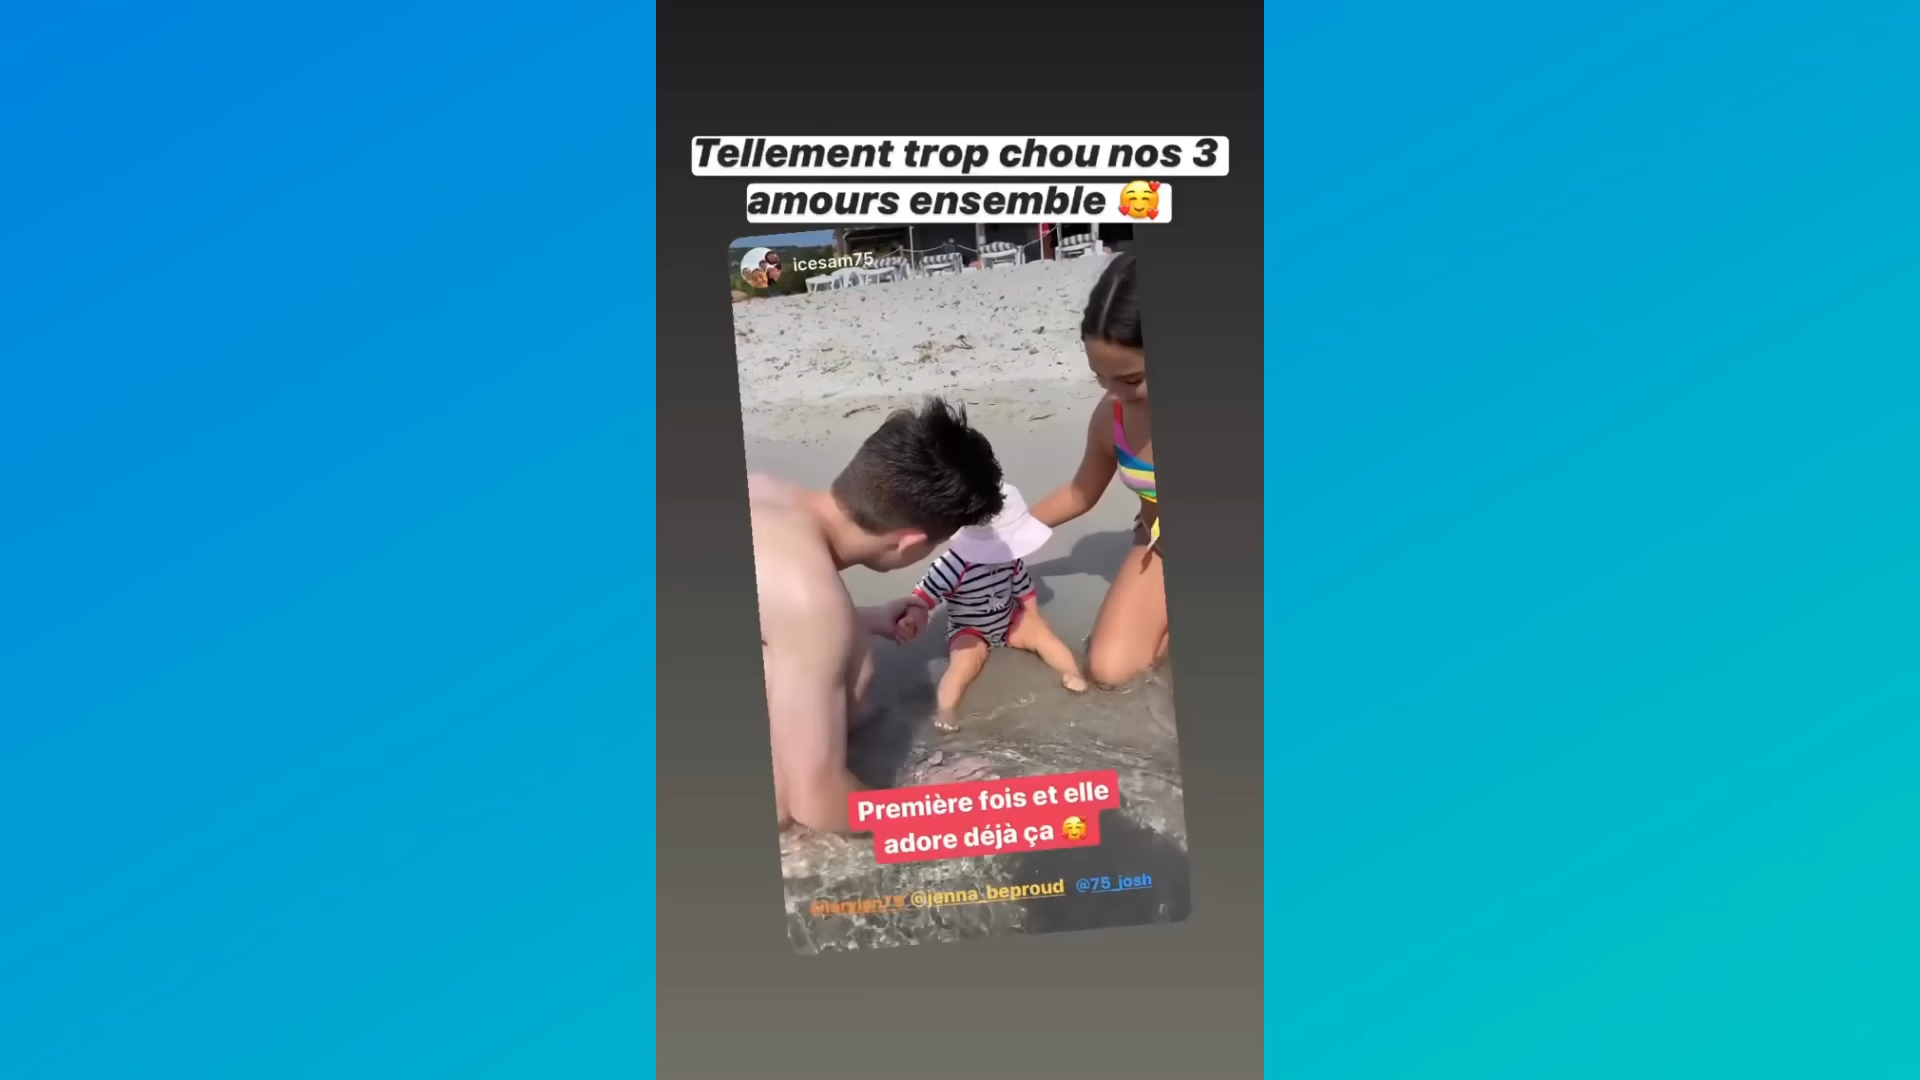 Tellement trop chou nos 3
amours ensemble 🥰
icesam75
Première fois et elle
adore déjà ça 🥰
@jenna_beproud @75_josh